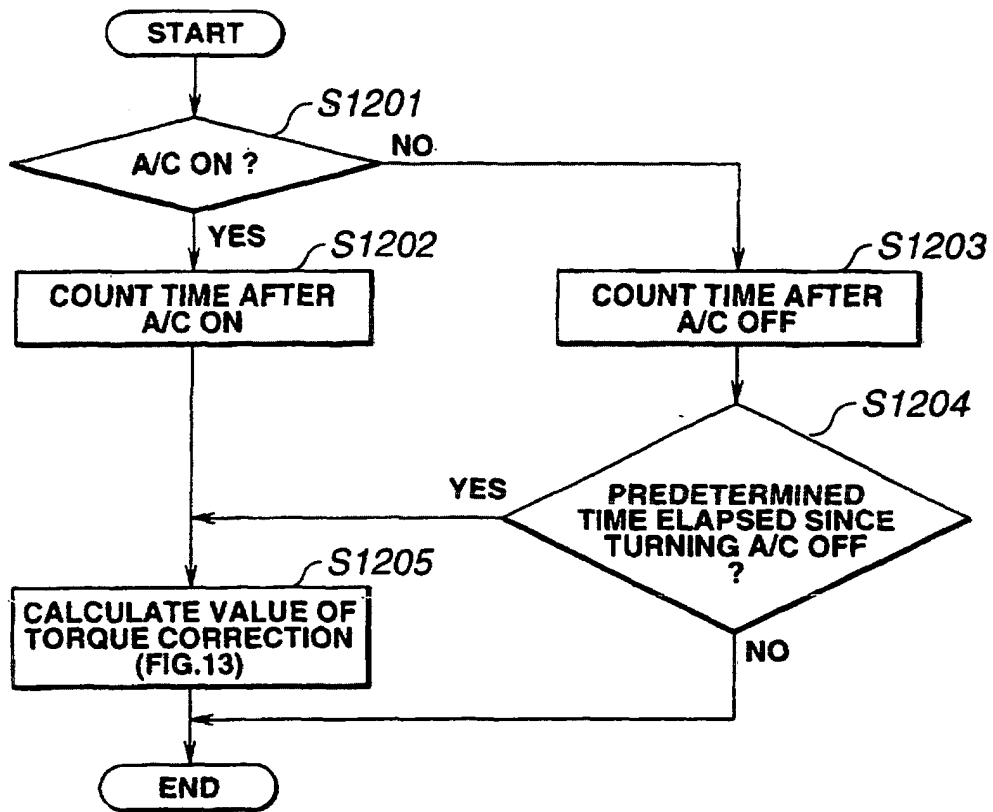 START
S1201
A/C ON ?
NO
YES
S1202
S1203
COUNT TIME AFTER
A/C ON
COUNT TIME AFTER
A/C OFF
S1204
YES
PREDETERMINED
TIME ELAPSED SINCE
TURNING A/C OFF
?
S1205
CALCULATE VALUE OF
TORQUE CORRECTION
(FIG.13)
NO
END